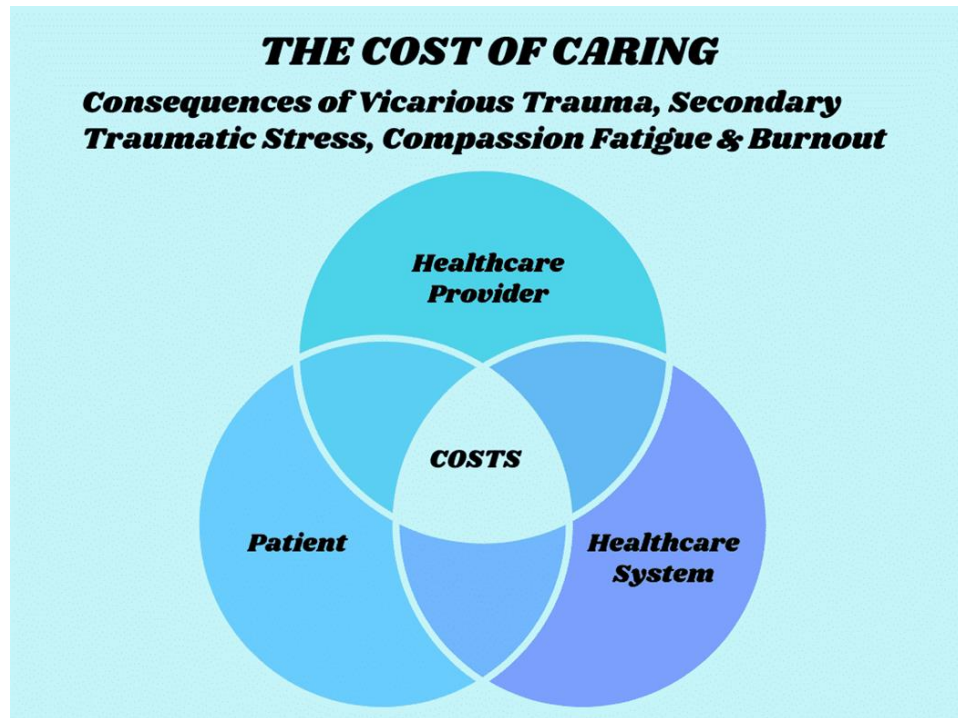 THE COST OF CARING
Consequences of Vicarious Trauma, Secondary
Traumatic Stress, Compassion Fatigue & Burnout
Healthcare
Provider
COSTS
Patient
Healthcare
System